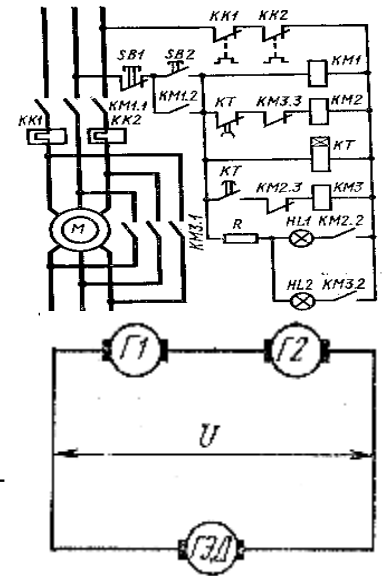 KK1 KK2
SB1 SB2 KM1
KM1.1 KM1.2 KT KM3.3 KM2
KK1 KK2
KT
KT KM2.3 KM3
M
KM3.1
R HL1 KM2.2
HL2 KM3.2
Г1 Г2
U
ГЭД